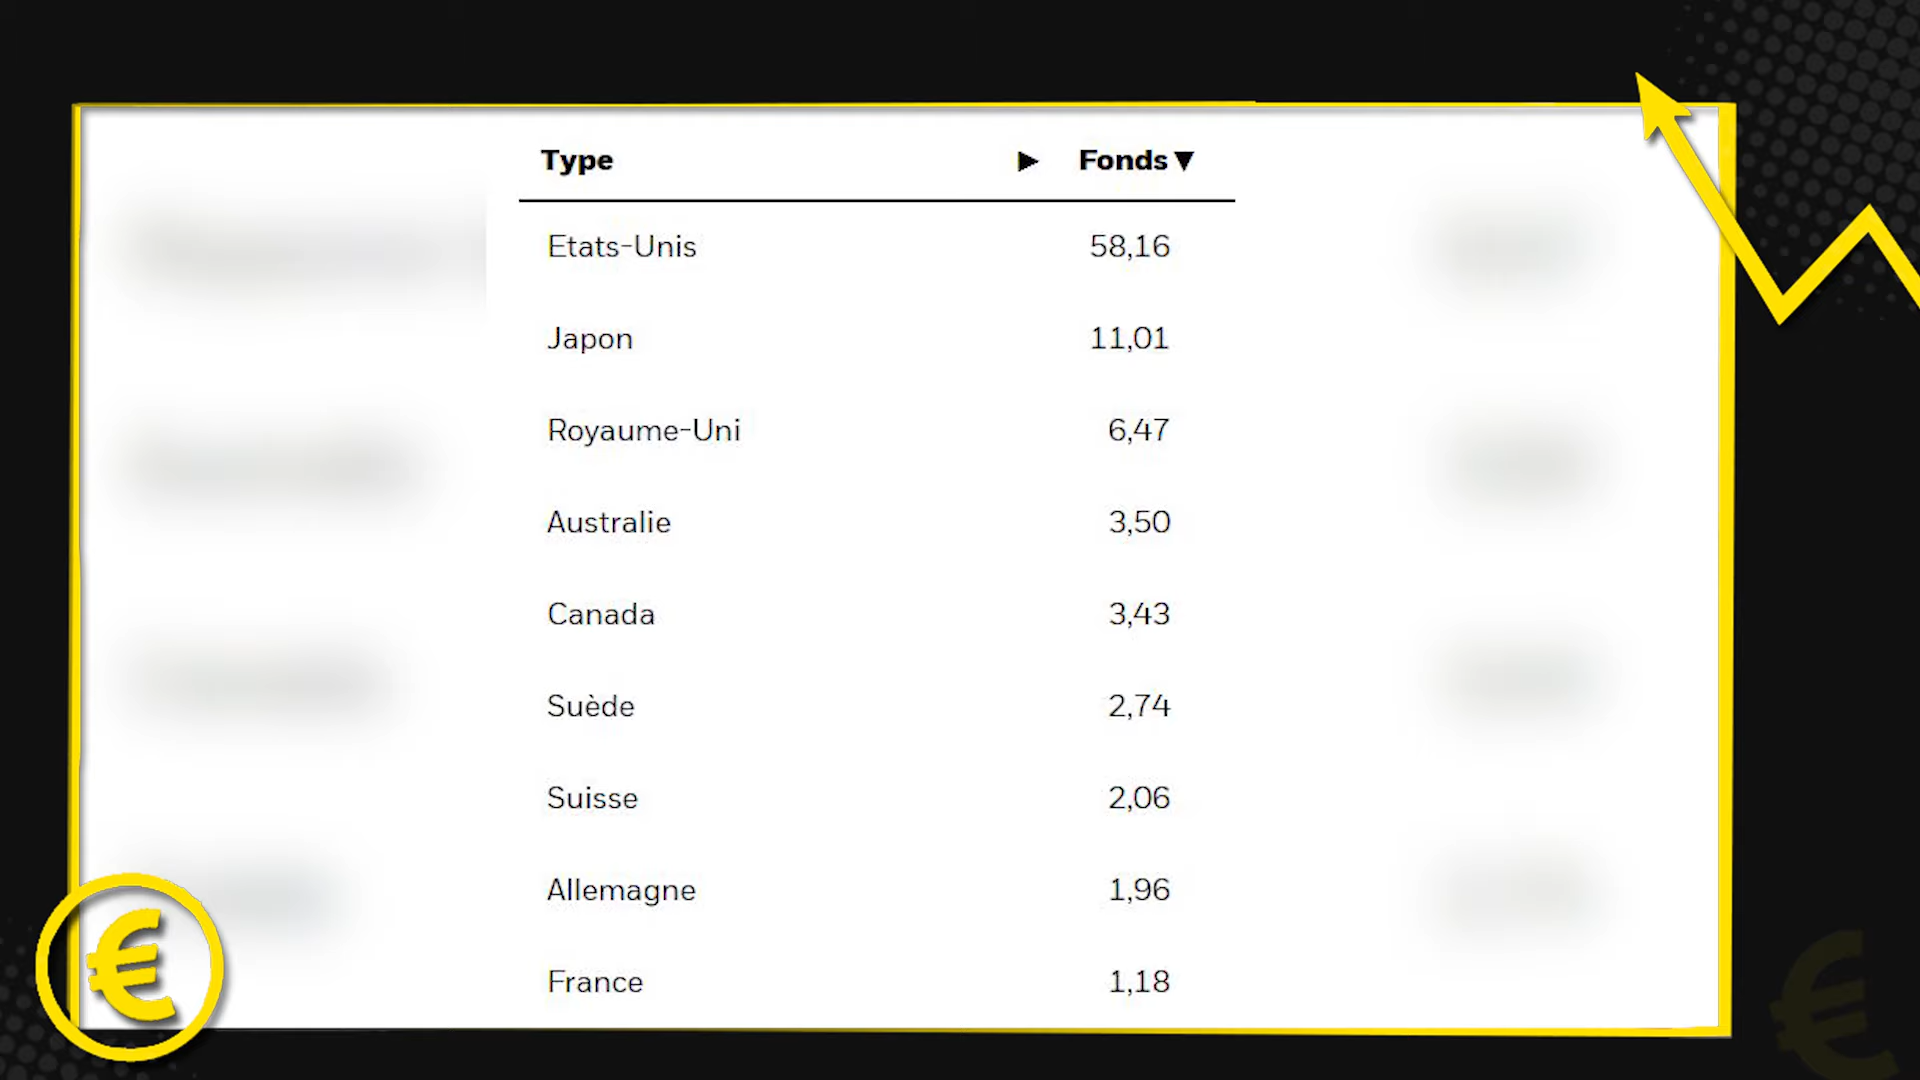 Type ▶ Fonds ▼
Etats-Unis 58,16
Japon 11,01
Royaume-Uni 6,47
Australie 3,50
Canada 3,43
Suède 2,74
Suisse 2,06
Allemagne 1,96
France 1,18
€
€